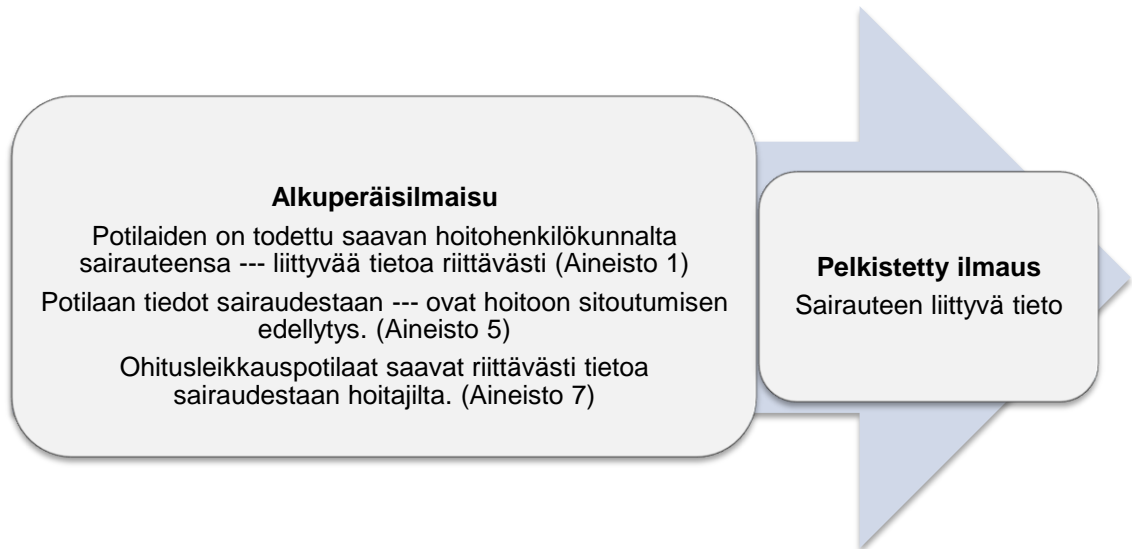 Alkuperäisilmaisu
Potilaiden on todettu saavan hoitohenkilökunnalta
sairauteensa --- liittyvää tietoa riittävästi (Aineisto 1)
Potilaan tiedot sairaudestaan --- ovat hoitoon sitoutumisen
edellytys. (Aineisto 5)
Ohitusleikkauspotilaat saavat riittävästi tietoa
sairaudestaan hoitajilta. (Aineisto 7)
Pelkistetty ilmaus
Sairauteen liittyvä tieto